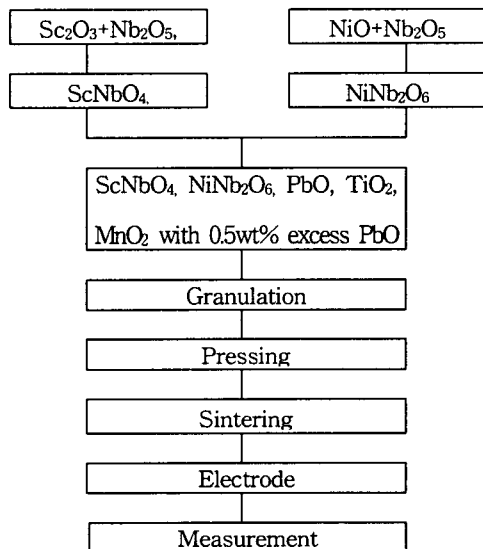 Sc₂O₃+Nb₂O₅,
NiO+Nb₂O₅
ScNbO₄,
NiNb₂O₆
ScNbO₄, NiNb₂O₆, PbO, TiO₂,
MnO₂ with 0.5wt% excess PbO
Granulation
Pressing
Sintering
Electrode
Measurement